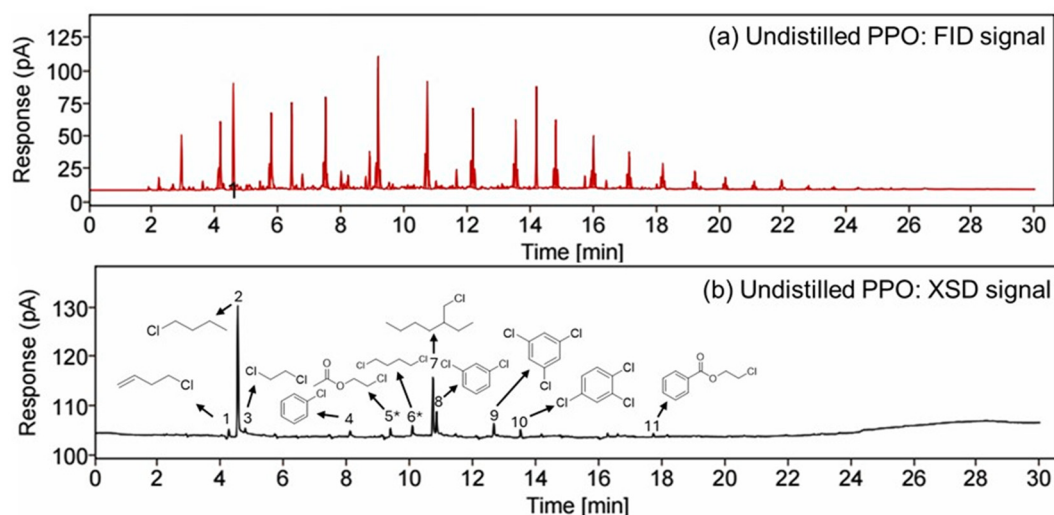 (a) Undistilled PPO: FID signal
Response (pA)
125
100
75
50
25
0
0 2 4 6 8 10 12 14 16 18 20 22 24 26 28 30
Time [min]
(b) Undistilled PPO: XSD signal
Response (pA)
130
120
110
100
Cl
2
Cl
1
Cl
Cl
3
Cl
4
O
O
Cl
5*
Cl
Cl
6*
Cl
7
Cl
Cl
8
Cl
Cl
Cl
9
Cl
Cl
Cl
10
O
O
Cl
11
0 2 4 6 8 10 12 14 16 18 20 22 24 26 28 30
Time [min]